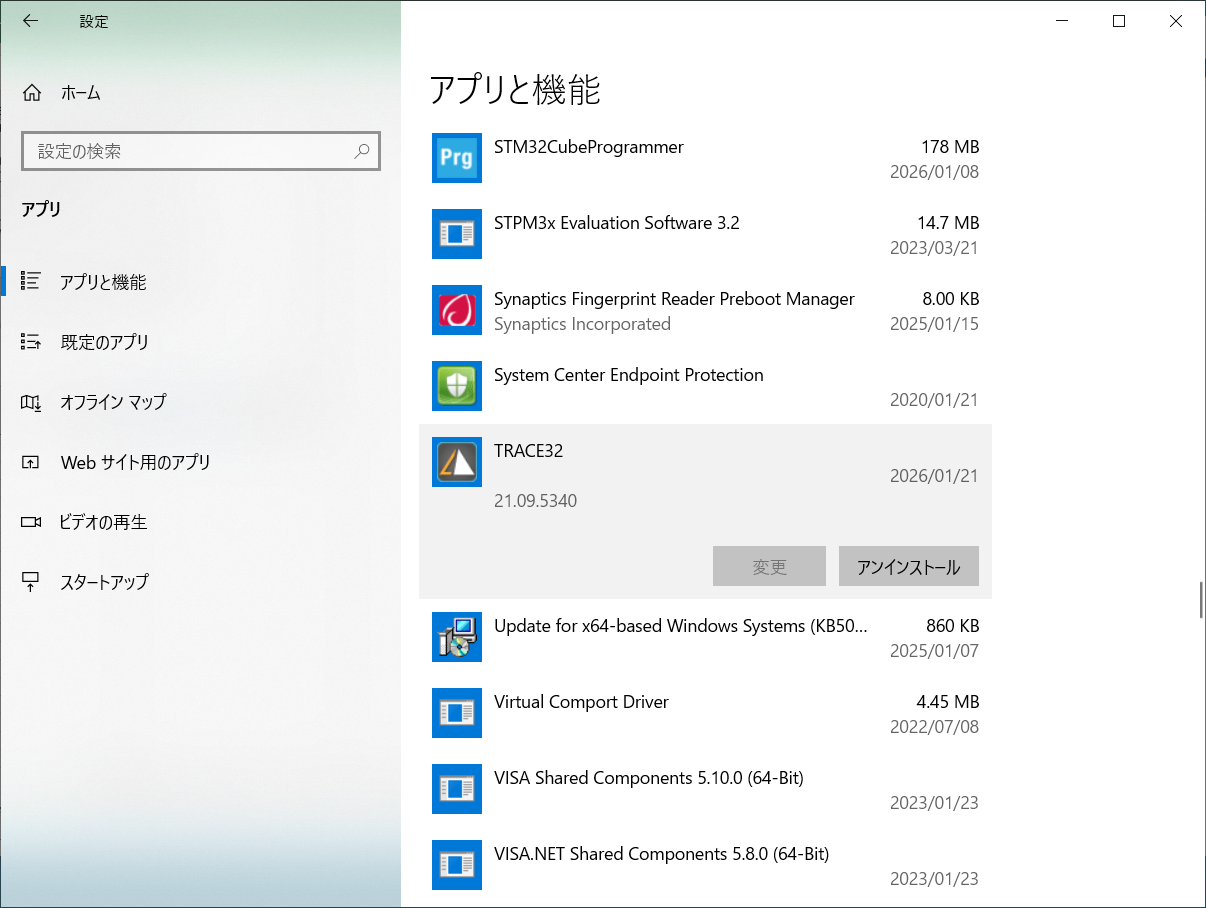 設定
ホーム
設定の検索
アプリ
アプリと機能
既定のアプリ
オフライン マップ
Web サイト用のアプリ
ビデオの再生
スタートアップ
アプリと機能
Prg
STM32CubeProgrammer 178 MB
2026/01/08
STPM3x Evaluation Software 3.2 14.7 MB
2023/03/21
Synaptics Fingerprint Reader Preboot Manager 8.00 KB
Synaptics Incorporated 2025/01/15
System Center Endpoint Protection
2020/01/21
TRACE32
2026/01/21
21.09.5340
変更 アンインストール
Update for x64-based Windows Systems (KB50... 860 KB
2025/01/07
Virtual Comport Driver 4.45 MB
2022/07/08
VISA Shared Components 5.10.0 (64-Bit)
2023/01/23
VISA.NET Shared Components 5.8.0 (64-Bit)
2023/01/23